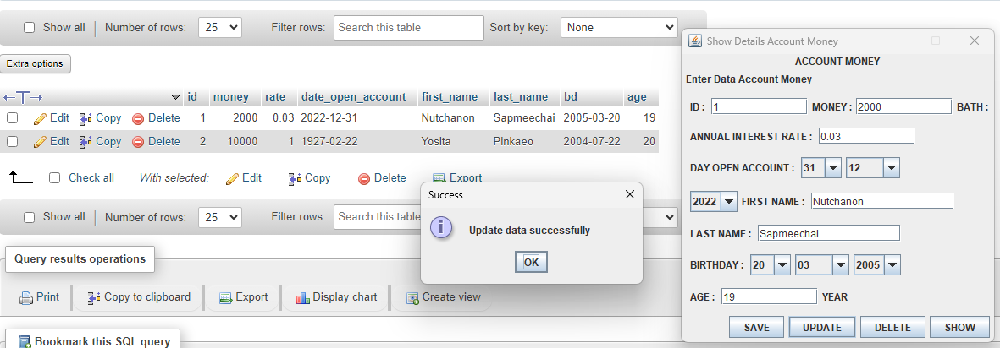 Show all Number of rows: 25 Filter rows: Search this table Sort by key: None
Extra options
id money rate date_open_account first_name last_name bd age
Edit Copy Delete 1 2000 0.03 2022-12-31 Nutchanon Sapmeechai 2005-03-20 19
Edit Copy Delete 2 10000 1 1927-02-22 Yosita Pinkaeo 2004-07-22 20
Check all With selected: Edit Copy Delete Export
Show all Number of rows: 25 Filter rows: Search this
Query results operations
Print Copy to clipboard Export Display chart Create view
Bookmark this SQL query
Success
Update data successfully
OK
Show Details Account Money
ACCOUNT MONEY
Enter Data Account Money
ID : 1 MONEY : 2000 BATH :
ANNUAL INTEREST RATE : 0.03
DAY OPEN ACCOUNT : 31 12
2022 FIRST NAME : Nutchanon
LAST NAME : Sapmeechai
BIRTHDAY : 20 03 2005
AGE : 19 YEAR
SAVE UPDATE DELETE SHOW